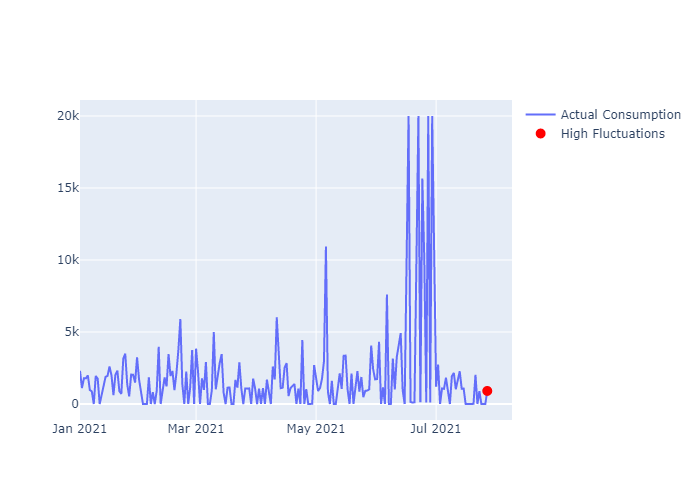 Actual Consumption
High Fluctuations
20k
15k
10k
5k
0
Jan 2021
Mar 2021
May 2021
Jul 2021